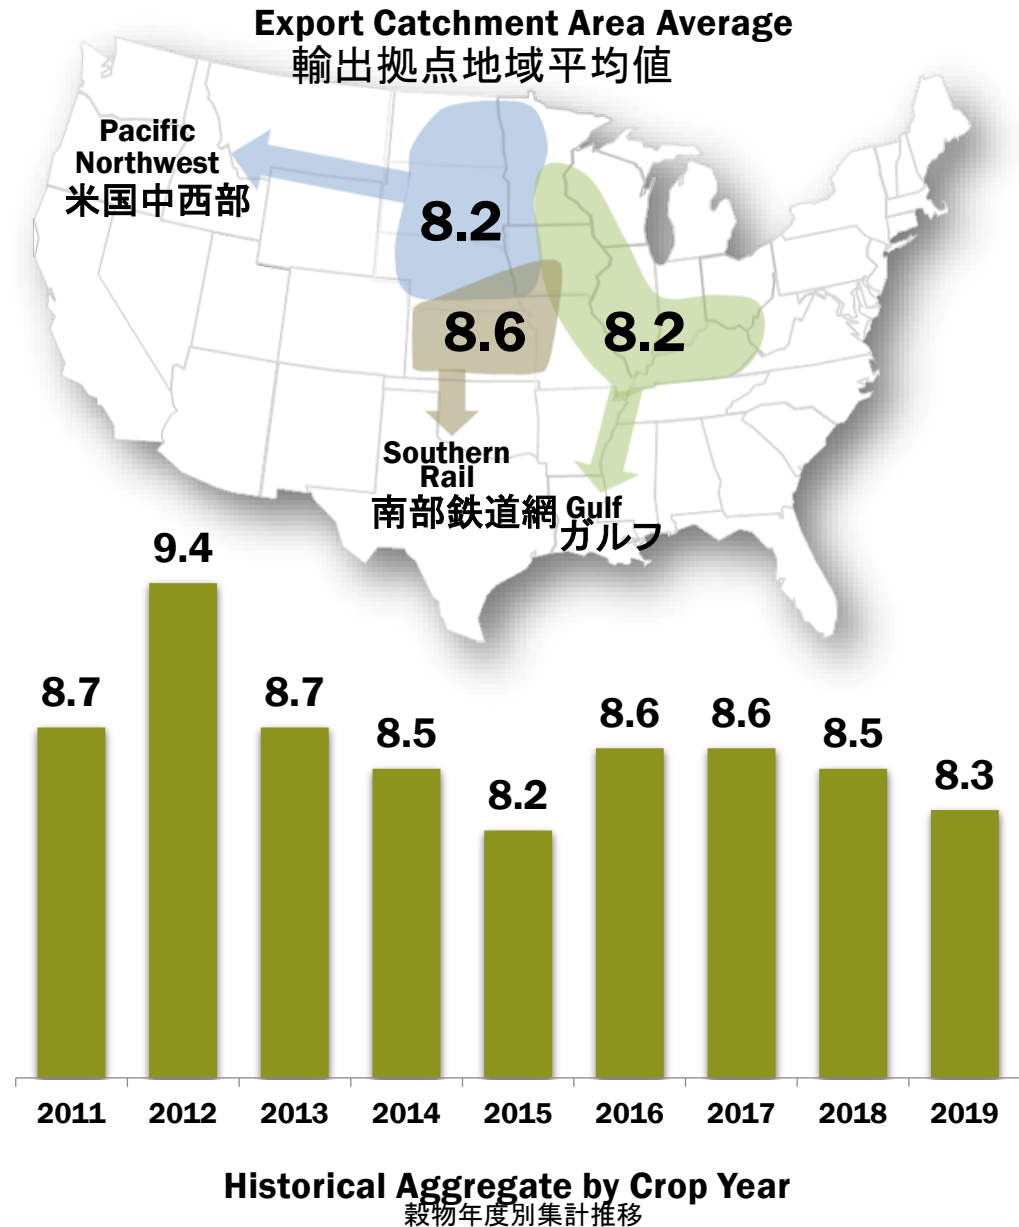 Export Catchment Area Average
輸出拠点地域平均値
Pacific
Northwest
米国中西部
8.2
8.6
8.2
Southern
Rail
南部鉄道網
Gulf
ガルフ
9.4
8.7
8.7
8.5
8.2
8.6
8.6
8.5
8.3
2011 2012 2013 2014 2015 2016 2017 2018 2019
Historical Aggregate by Crop Year
穀物年度別集計推移